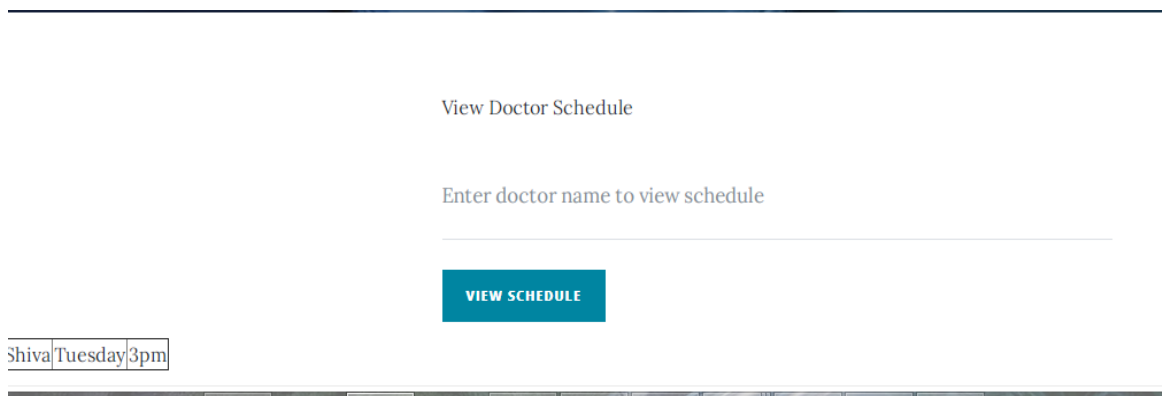 View Doctor Schedule
Enter doctor name to view schedule
VIEW SCHEDULE
Shiva Tuesday 3pm